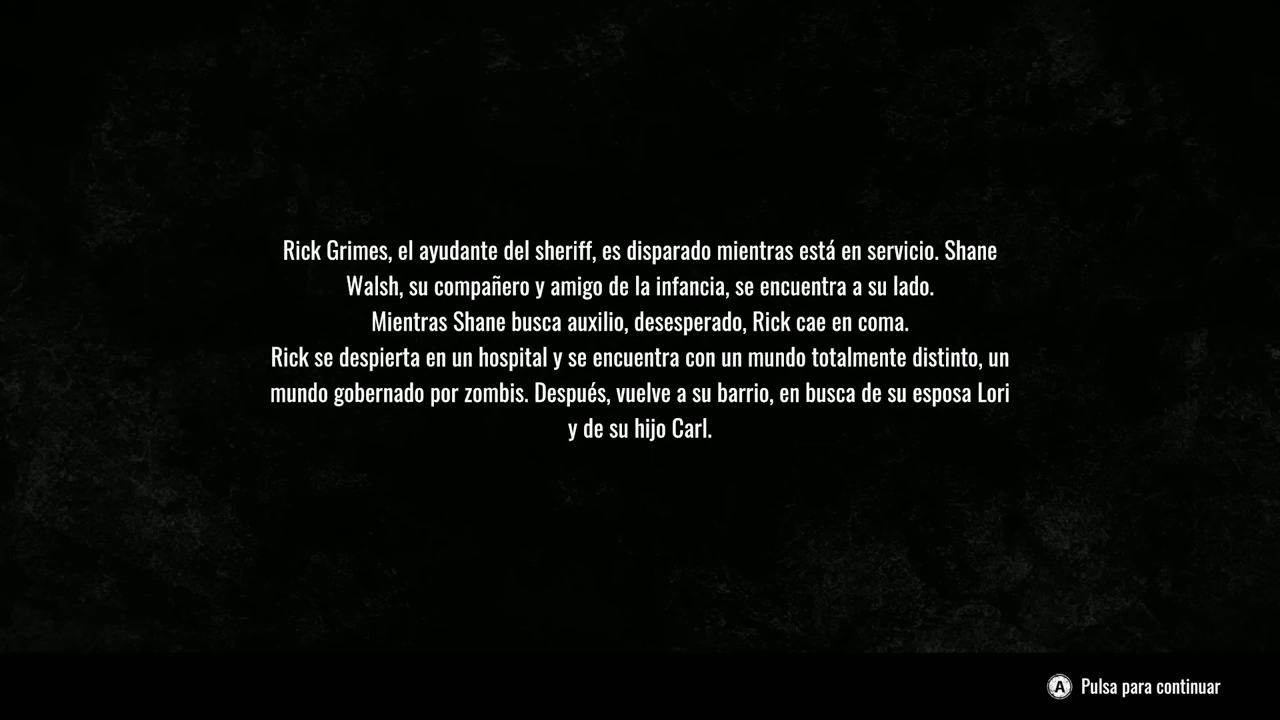 Rick Grimes, el ayudante del sheriff, es disparado mientras está en servicio. Shane
Walsh, su compañero y amigo de la infancia, se encuentra a su lado.
Mientras Shane busca auxilio, desesperado, Rick cae en coma.
Rick se despierta en un hospital y se encuentra con un mundo totalmente distinto, un
mundo gobernado por zombis. Después, vuelve a su barrio, en busca de su esposa Lori
y de su hijo Carl.
A Pulsa para continuar